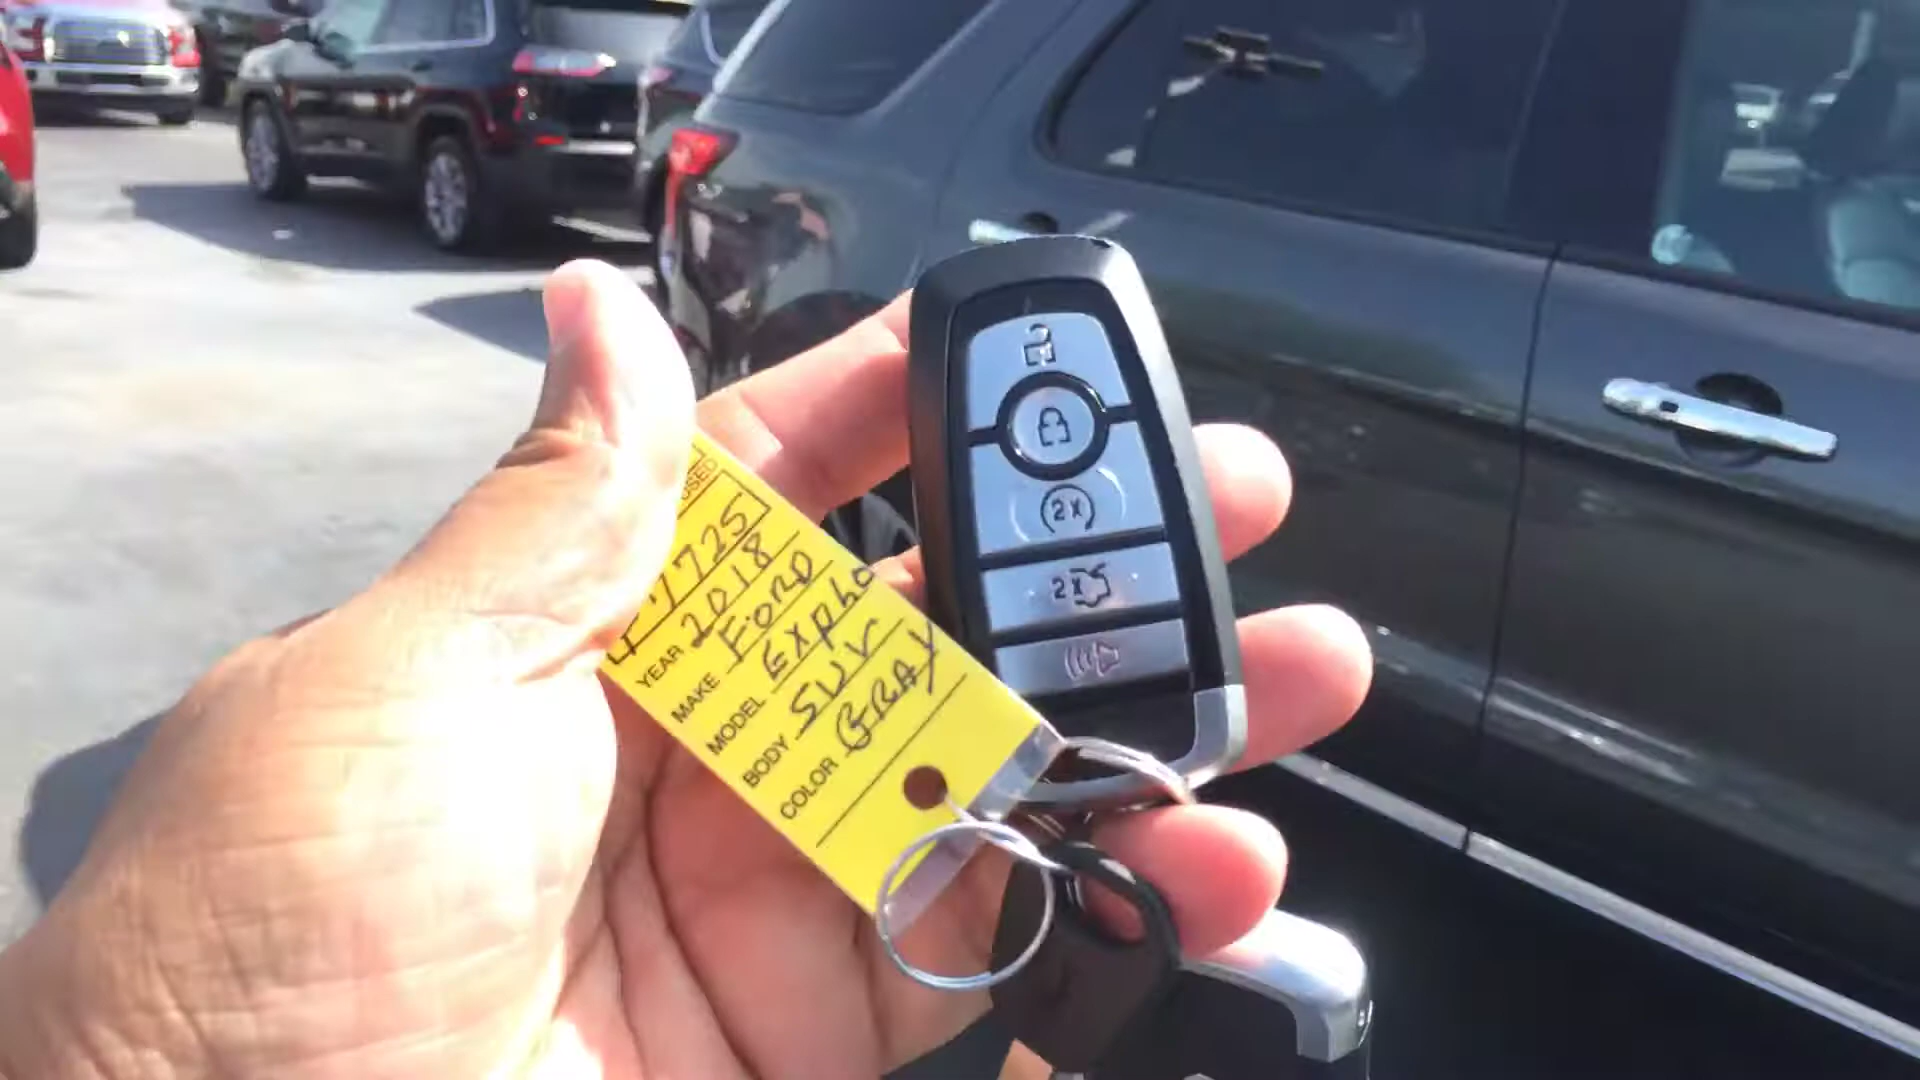 USED
7725
YEAR 2018
MAKE FORD
MODEL Explo
BODY SUV
COLOR GRAY
2X
2X